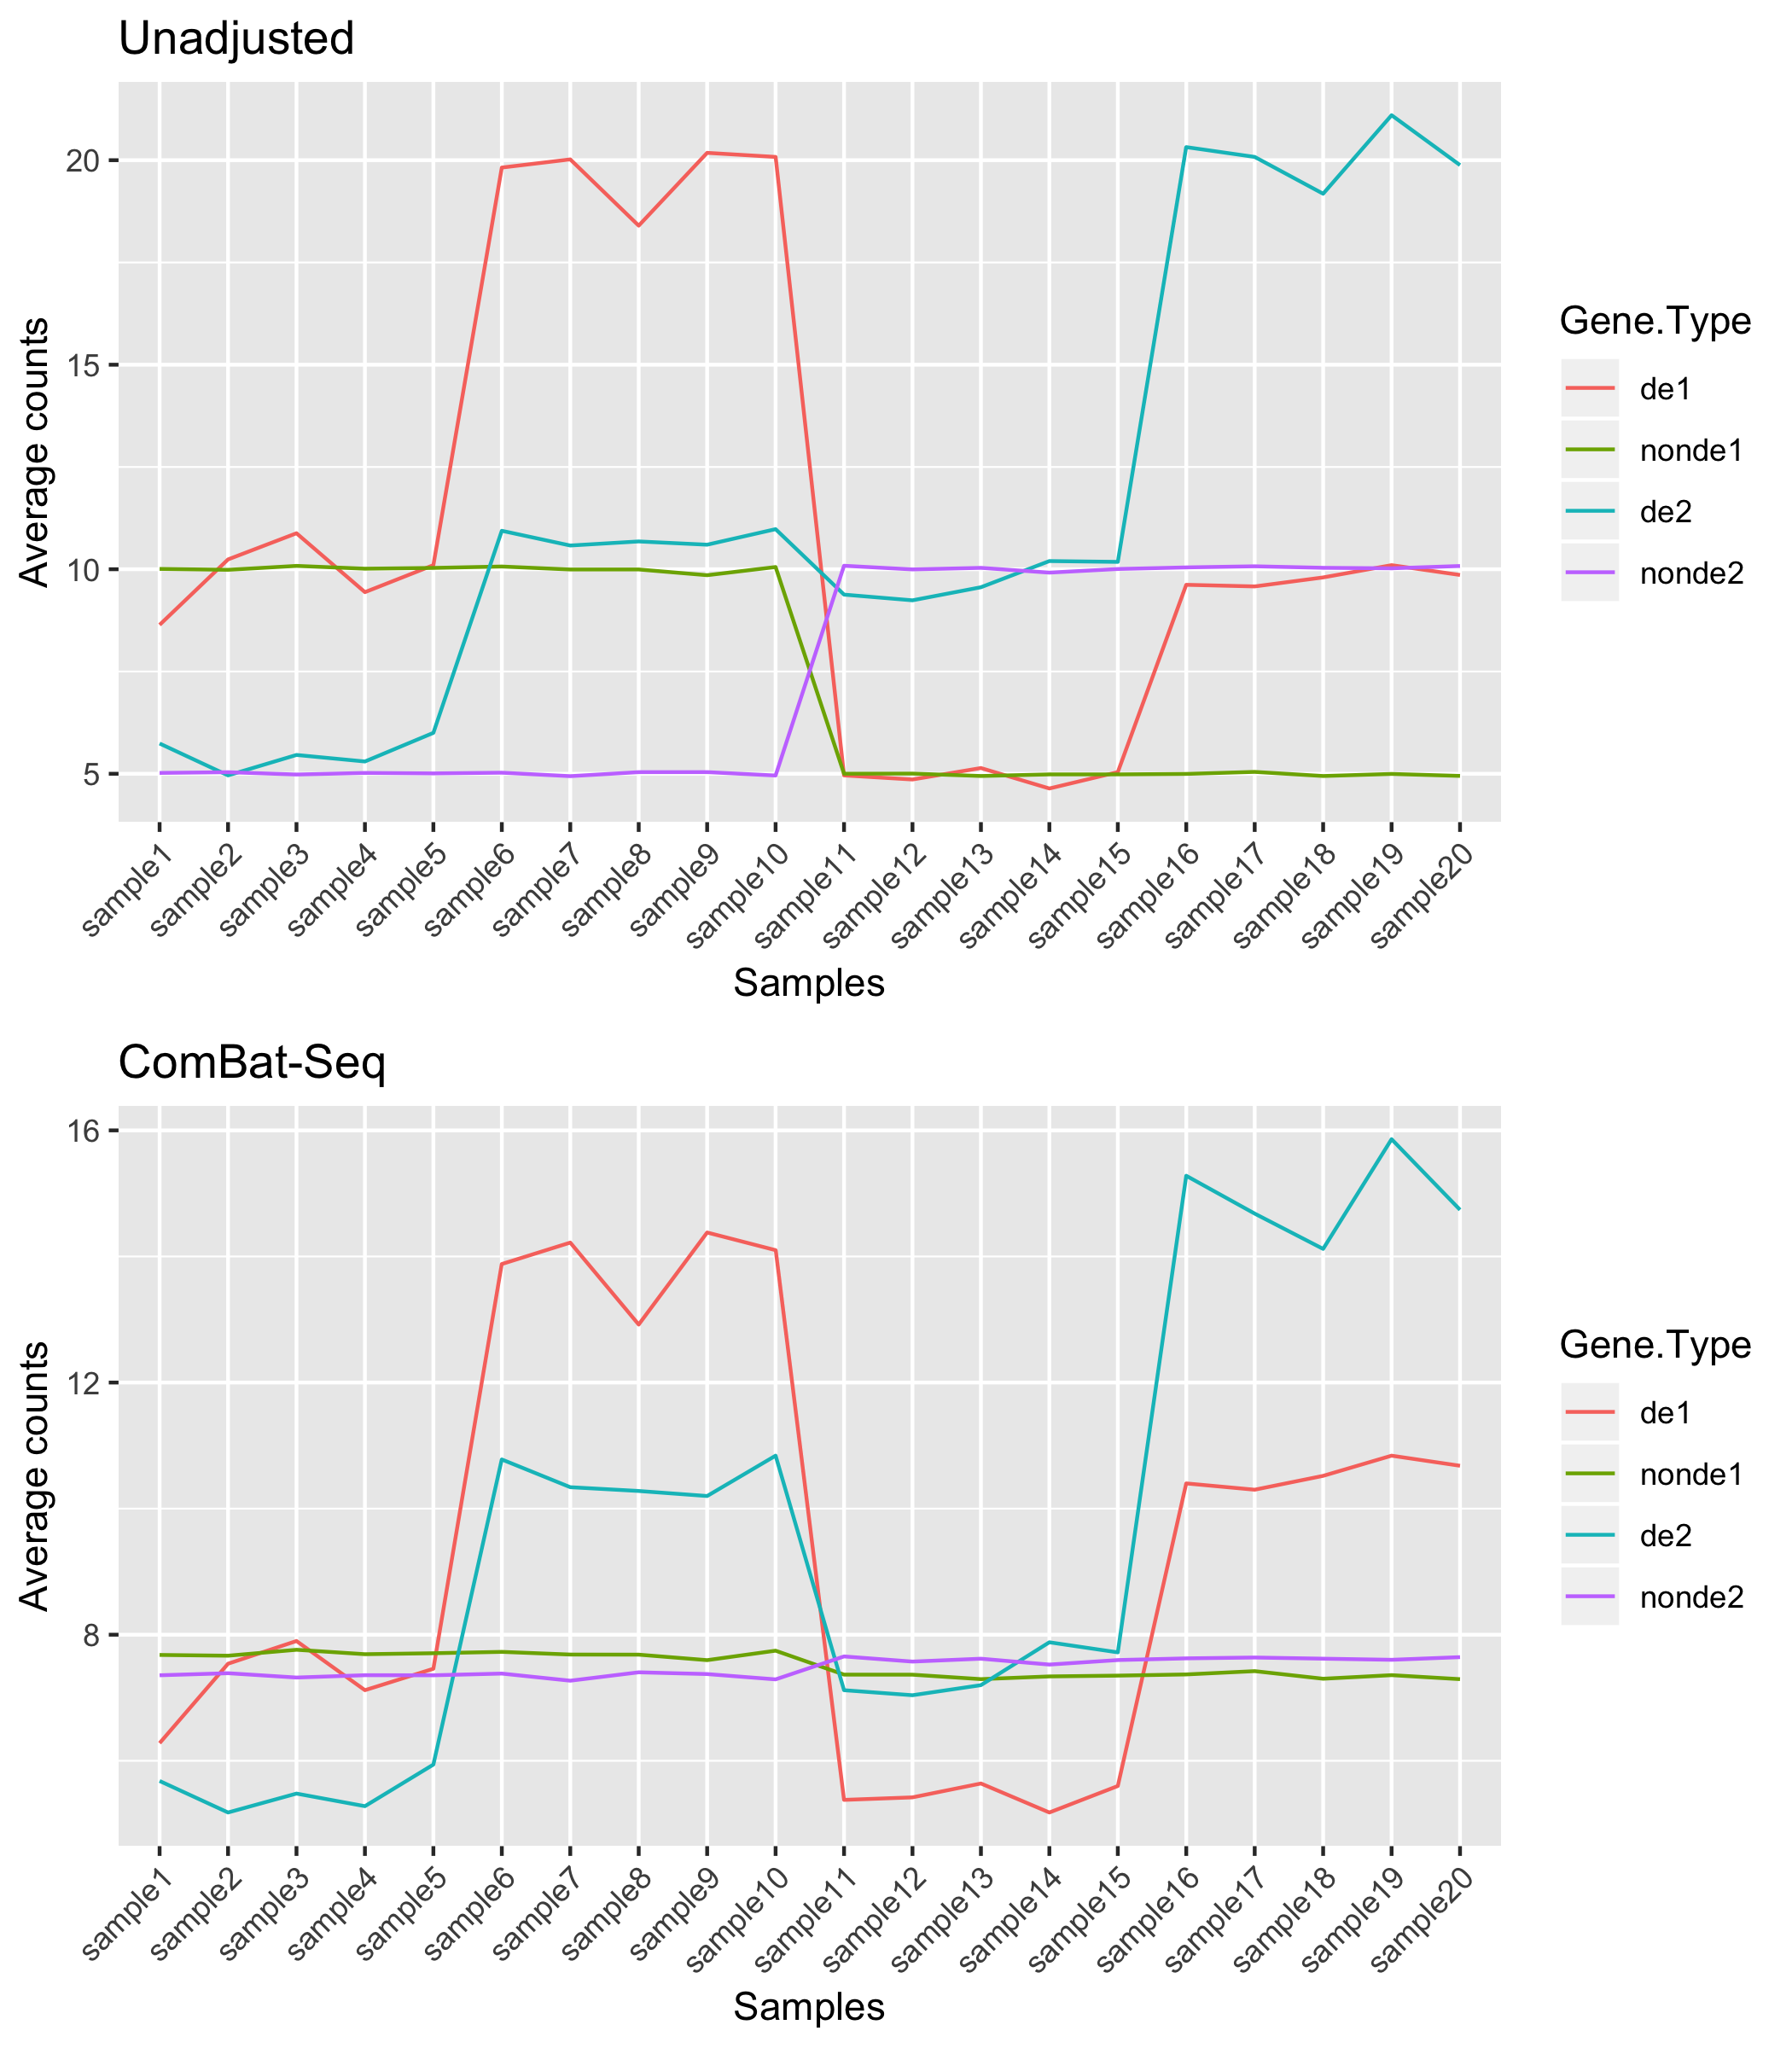 Unadjusted
Average counts
20
15
10
5
sample1
sample2
sample3
sample4
sample5
sample6
sample7
sample8
sample9
sample10
sample11
sample12
sample13
sample14
sample15
sample16
sample17
sample18
sample19
sample20
Samples
Gene.Type
de1
nonde1
de2
nonde2
ComBat-Seq
Average counts
16
12
8
sample1
sample2
sample3
sample4
sample5
sample6
sample7
sample8
sample9
sample10
sample11
sample12
sample13
sample14
sample15
sample16
sample17
sample18
sample19
sample20
Samples
Gene.Type
de1
nonde1
de2
nonde2